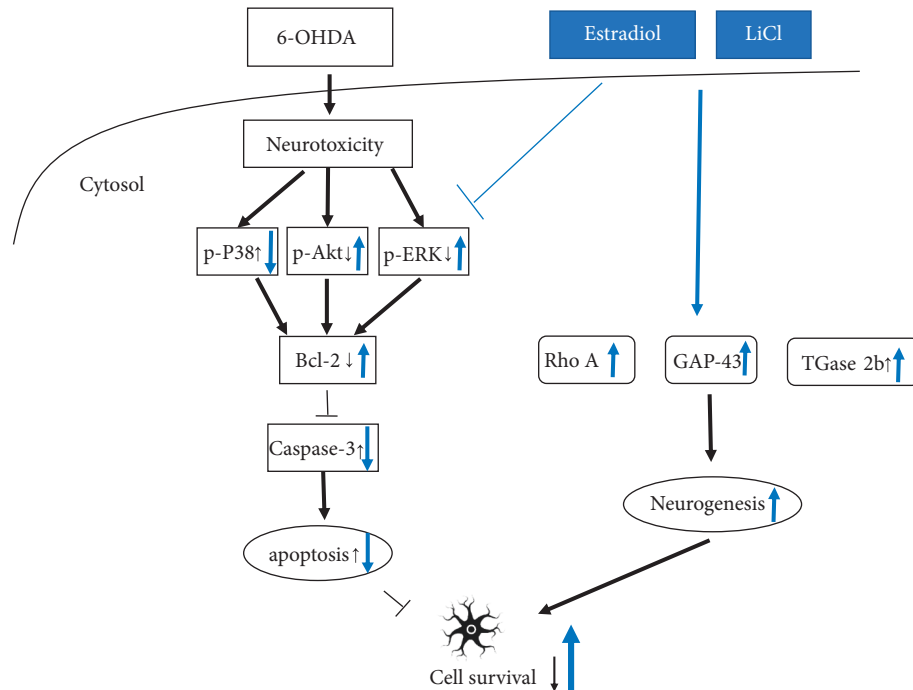 6-OHDA
Estradiol
LiCl
Neurotoxicity
Cytosol
p-P38↑
p-Akt↓
p-ERK↓
Bcl-2 ↓
Rho A
GAP-43
TGase 2b↑
Caspase-3↑
Neurogenesis
apoptosis↑
Cell survival